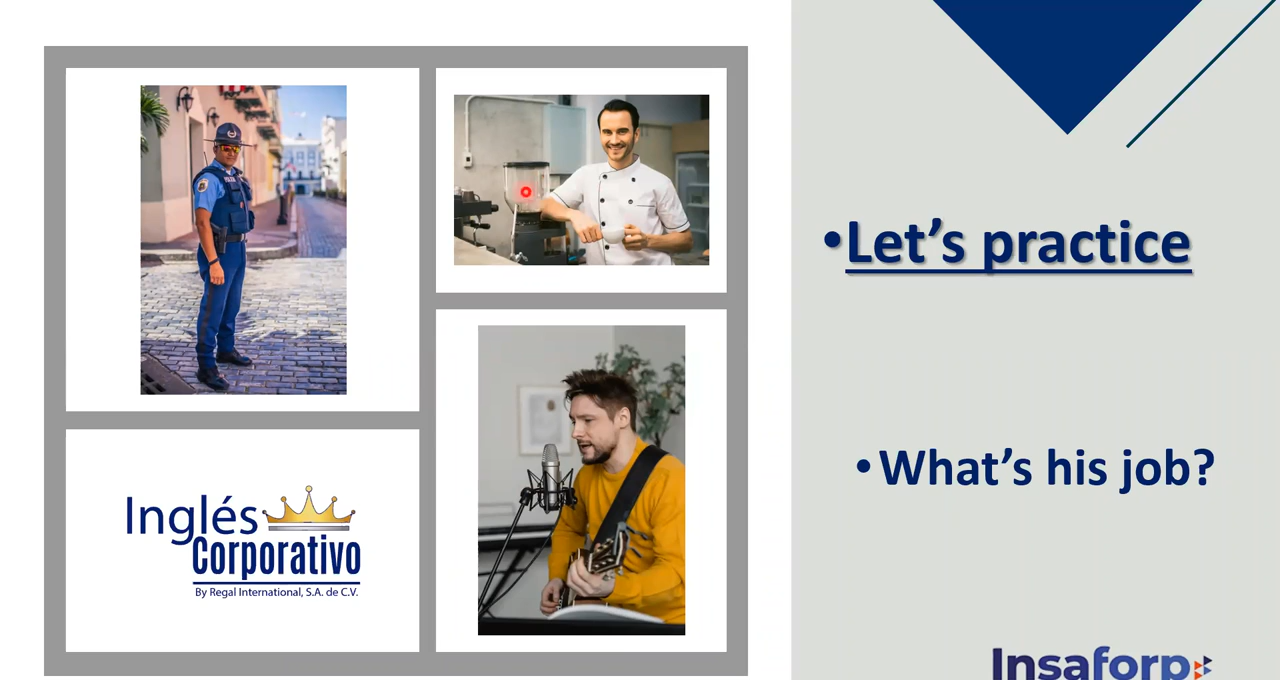 Inglés
Corporativo
By Regal International, S.A. de C.V.
•Let’s practice
•What’s his job?
Insaforp